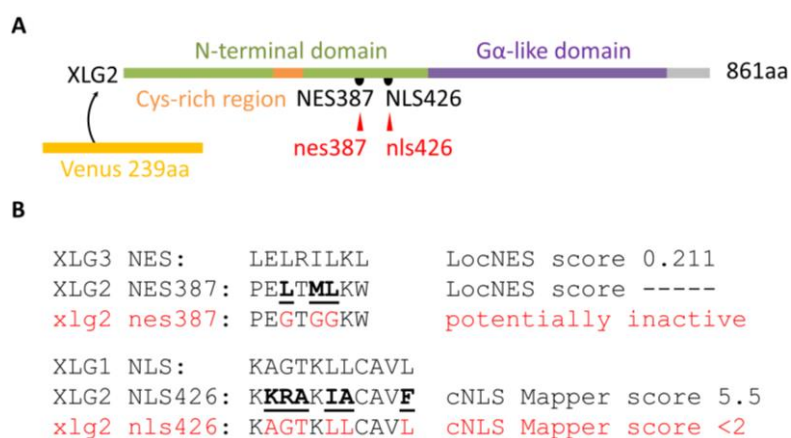 A
N-terminal domain Gα-like domain
XLG2 861aa
Cys-rich region NES387 NLS426
nes387 nls426
Venus 239aa
B
XLG3 NES: LELRILKL LocNES score 0.211
XLG2 NES387: PELTMLKW LocNES score -----
xlg2 nes387: PEGTGGKW potentially inactive
XLG1 NLS: KAGTKLLCAVL
XLG2 NLS426: KKRAKIACAVF cNLS Mapper score 5.5
xlg2 nls426: KAGTKLLCAVL cNLS Mapper score <2